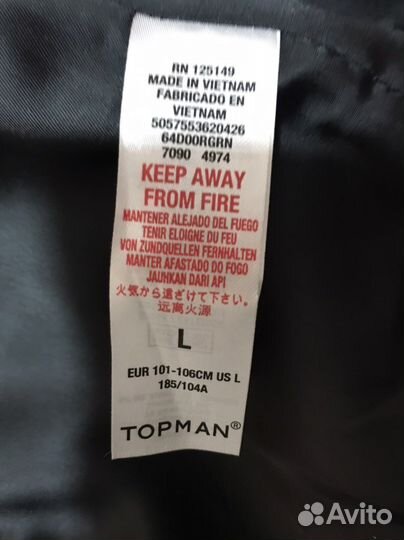 RN 125149
MADE IN VIETNAM
FABRICADO EN
VIETNAM
5057553620426
64D00RGRN
7090 4974
KEEP AWAY
FROM FIRE
MANTENER ALEJADO DEL FUEGO
TENIR ELOIGNE DU FEU
VON ZUNDQUELLEN FERNHALTEN
MANTER AFASTADO DO FOGO
JAUHKAN DARI API
火気から遠ざけて下さい。
远离火源
L
EUR 101-106CM US L
185/104A
TOPMAN®
Avito